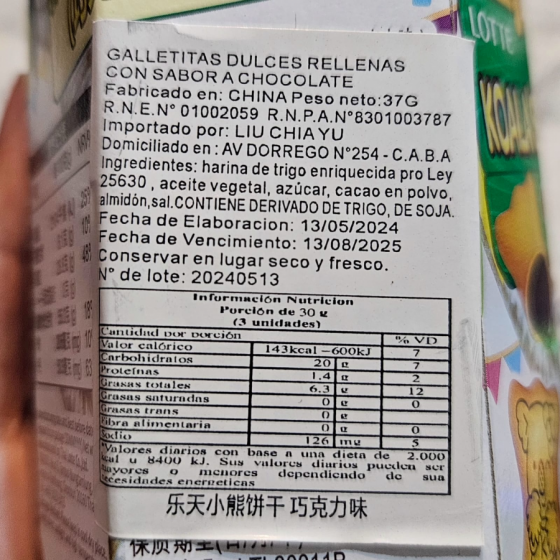 LOTTE
KOALA
GALLETITAS DULCES RELLENAS
CON SABOR A CHOCOLATE
Fabricado en: CHINA Peso neto:37G
R.N.E.N° 01002059 R.N.P.A.N°8301003787
Importado por: LIU CHIA YU
Domiciliado en : AV DORREGO N°254 - C.A.B.A
Ingredientes: harina de trigo enriquecida pro Ley
25630 , aceite vegetal, azúcar, cacao en polvo,
almidón,sal.CONTIENE DERIVADO DE TRIGO, DE SOJA.
Fecha de Elaboracion: 13/05/2024
Fecha de Vencimiento: 13/08/2025
Conservar en lugar seco y fresco.
N° de lote: 20240513
Información Nutricion
Porción de 30 g
(3 unidades)
Cantidad por porción % VD
Valor calórico 143kcal -600kJ 7
Carbohidratos 20 g 7
Proteínas 1.4 g 2
Grasas totales 6.3 g 12
Grasas saturadas 0 g 0
Grasas trans 0 g
Fibra alimentaria 0 g 0
Sodio 126 mg 5
*Valores diarios con base a una dieta de 2.000
kcal u 8400 kJ. Sus valores diarios pueden ser
mayores o menores dependiendo de sus
necesidades energeticas
乐天小熊饼干 巧克力味